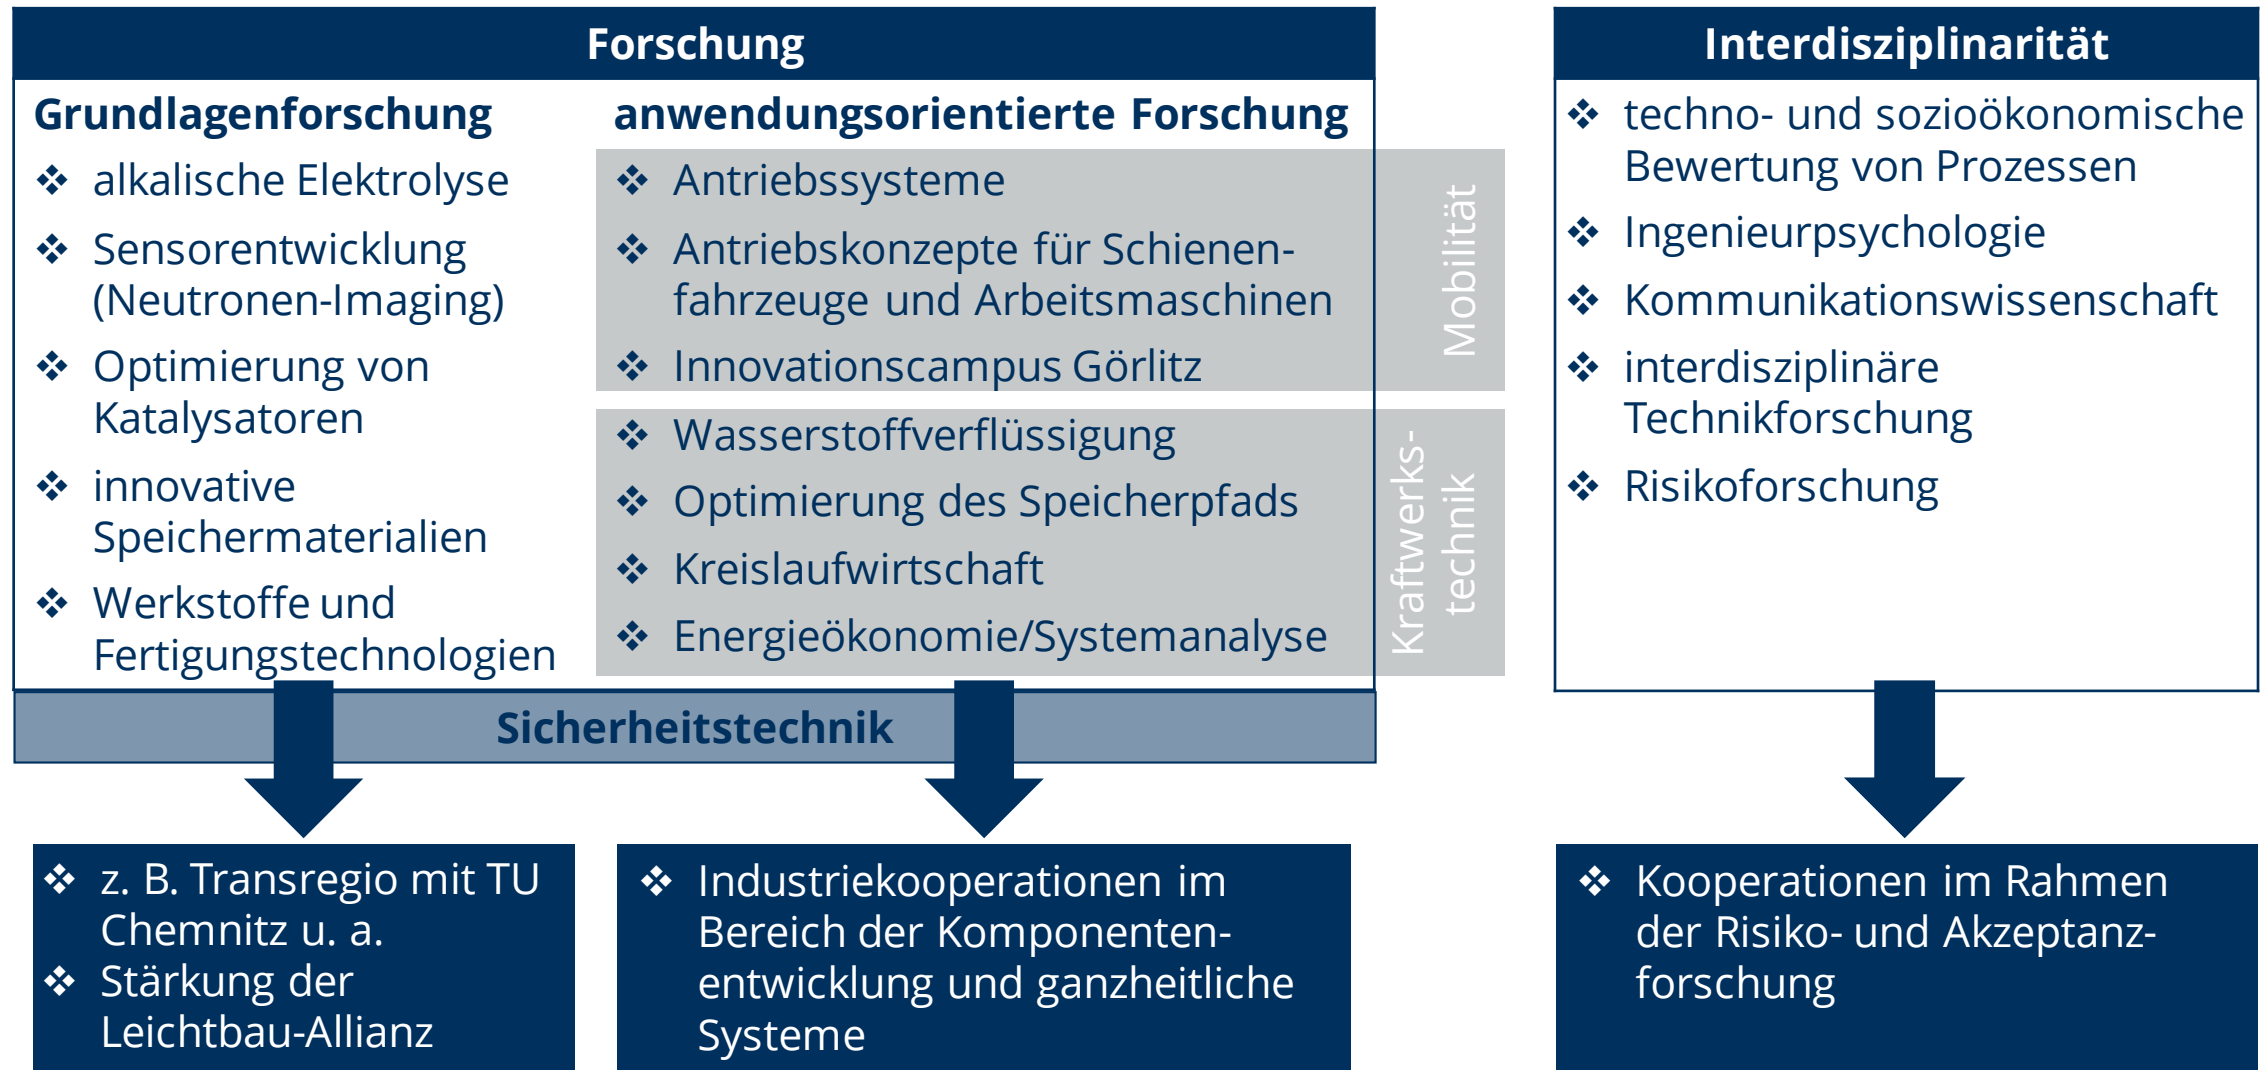 Forschung
Grundlagenforschung
❖ alkalische Elektrolyse
❖ Sensorentwicklung
(Neutronen-Imaging)
❖ Optimierung von
Katalysatoren
❖ innovative
Speichermaterialien
❖ Werkstoffe und
Fertigungstechnologien
anwendungsorientierte Forschung
❖ Antriebssysteme
❖ Antriebskonzepte für Schienen-
fahrzeuge und Arbeitsmaschinen
❖ Innovationscampus Görlitz
Mobilität
❖ Wasserstoffverflüssigung
❖ Optimierung des Speicherpfads
❖ Kreislaufwirtschaft
❖ Energieökonomie/Systemanalyse
Kraftwerks-
technik
Sicherheitstechnik
Interdisziplinarität
❖ techno- und sozioökonomische
Bewertung von Prozessen
❖ Ingenieurpsychologie
❖ Kommunikationswissenschaft
❖ interdisziplinäre
Technikforschung
❖ Risikoforschung
❖ z. B. Transregio mit TU
Chemnitz u. a.
❖ Stärkung der
Leichtbau-Allianz
❖ Industriekooperationen im
Bereich der Komponenten-
entwicklung und ganzheitliche
Systeme
❖ Kooperationen im Rahmen
der Risiko- und Akzeptanz-
forschung